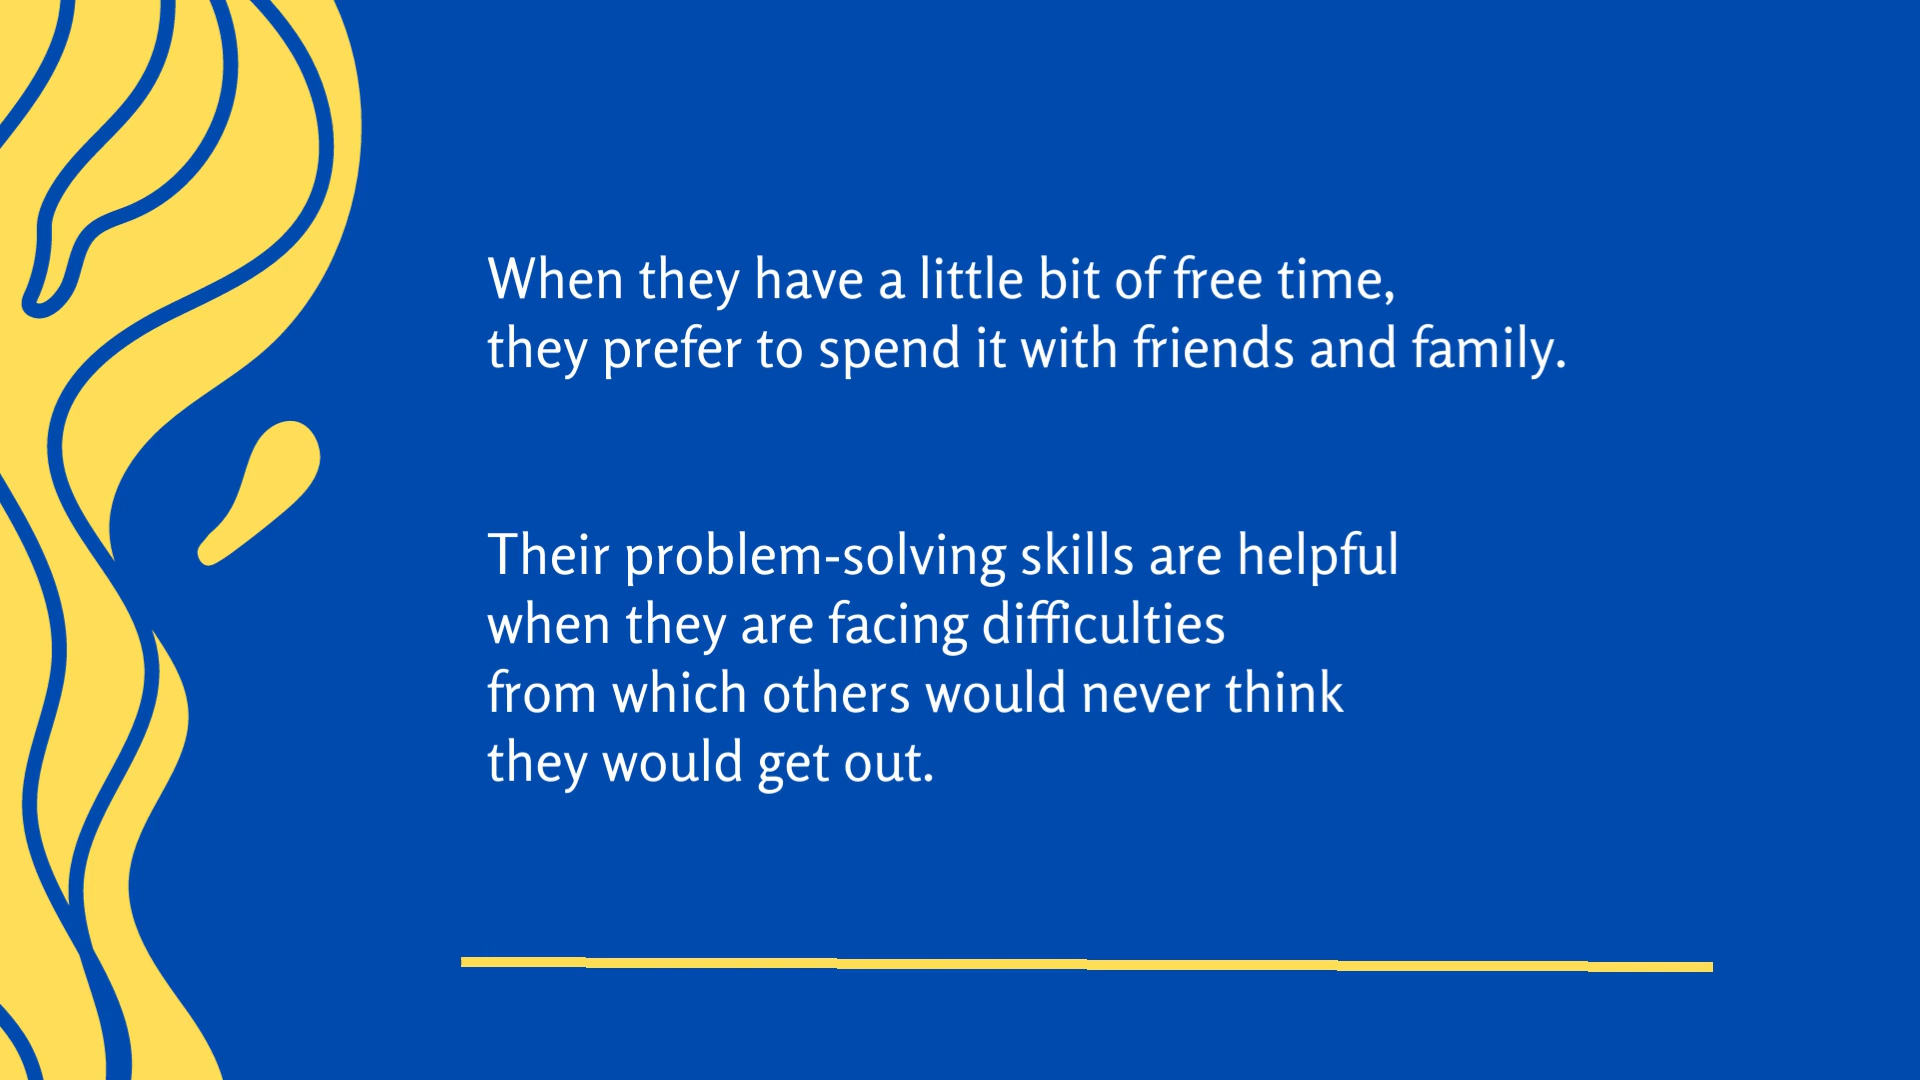 When they have a little bit of free time,
they prefer to spend it with friends and family.
Their problem-solving skills are helpful
when they are facing difficulties
from which others would never think
they would get out.